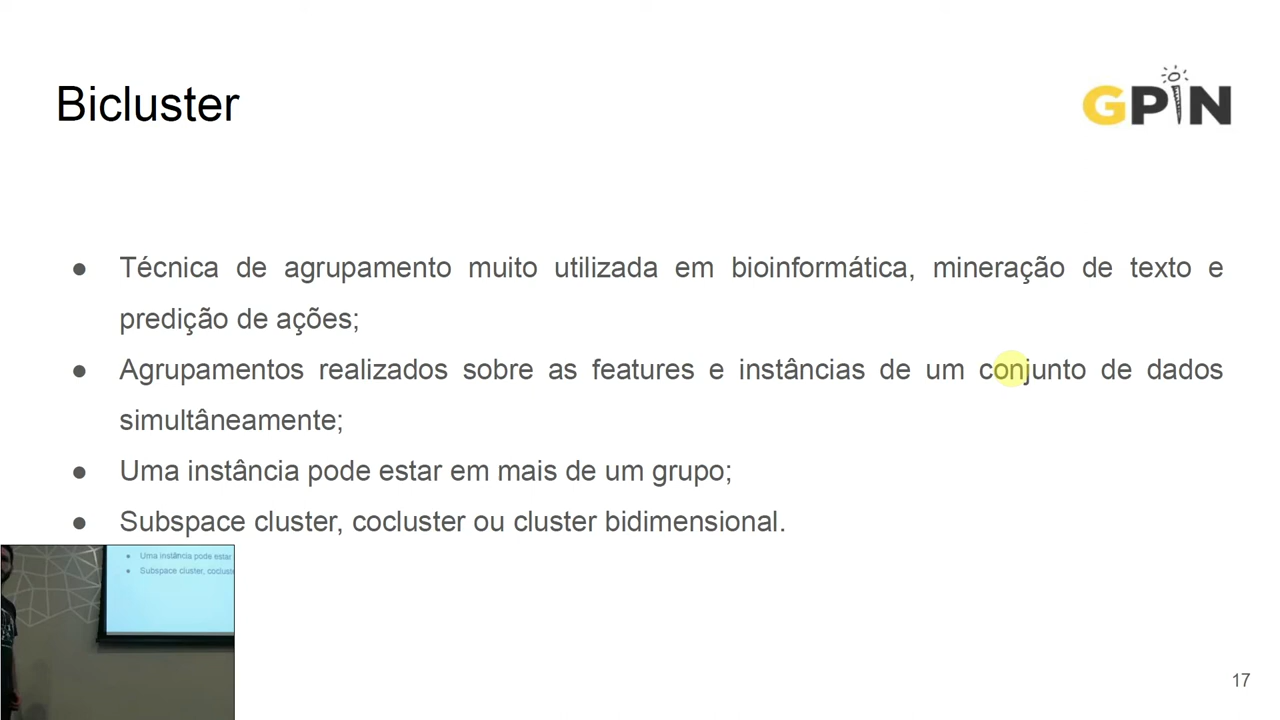 Bicluster
GPIN
● Técnica de agrupamento muito utilizada em bioinformática, mineração de texto e
predição de ações;
● Agrupamentos realizados sobre as features e instâncias de um conjunto de dados
simultâneamente;
● Uma instância pode estar em mais de um grupo;
● Subspace cluster, cocluster ou cluster bidimensional.
● Uma instância pode estar
● Subspace cluster, cocluste
17